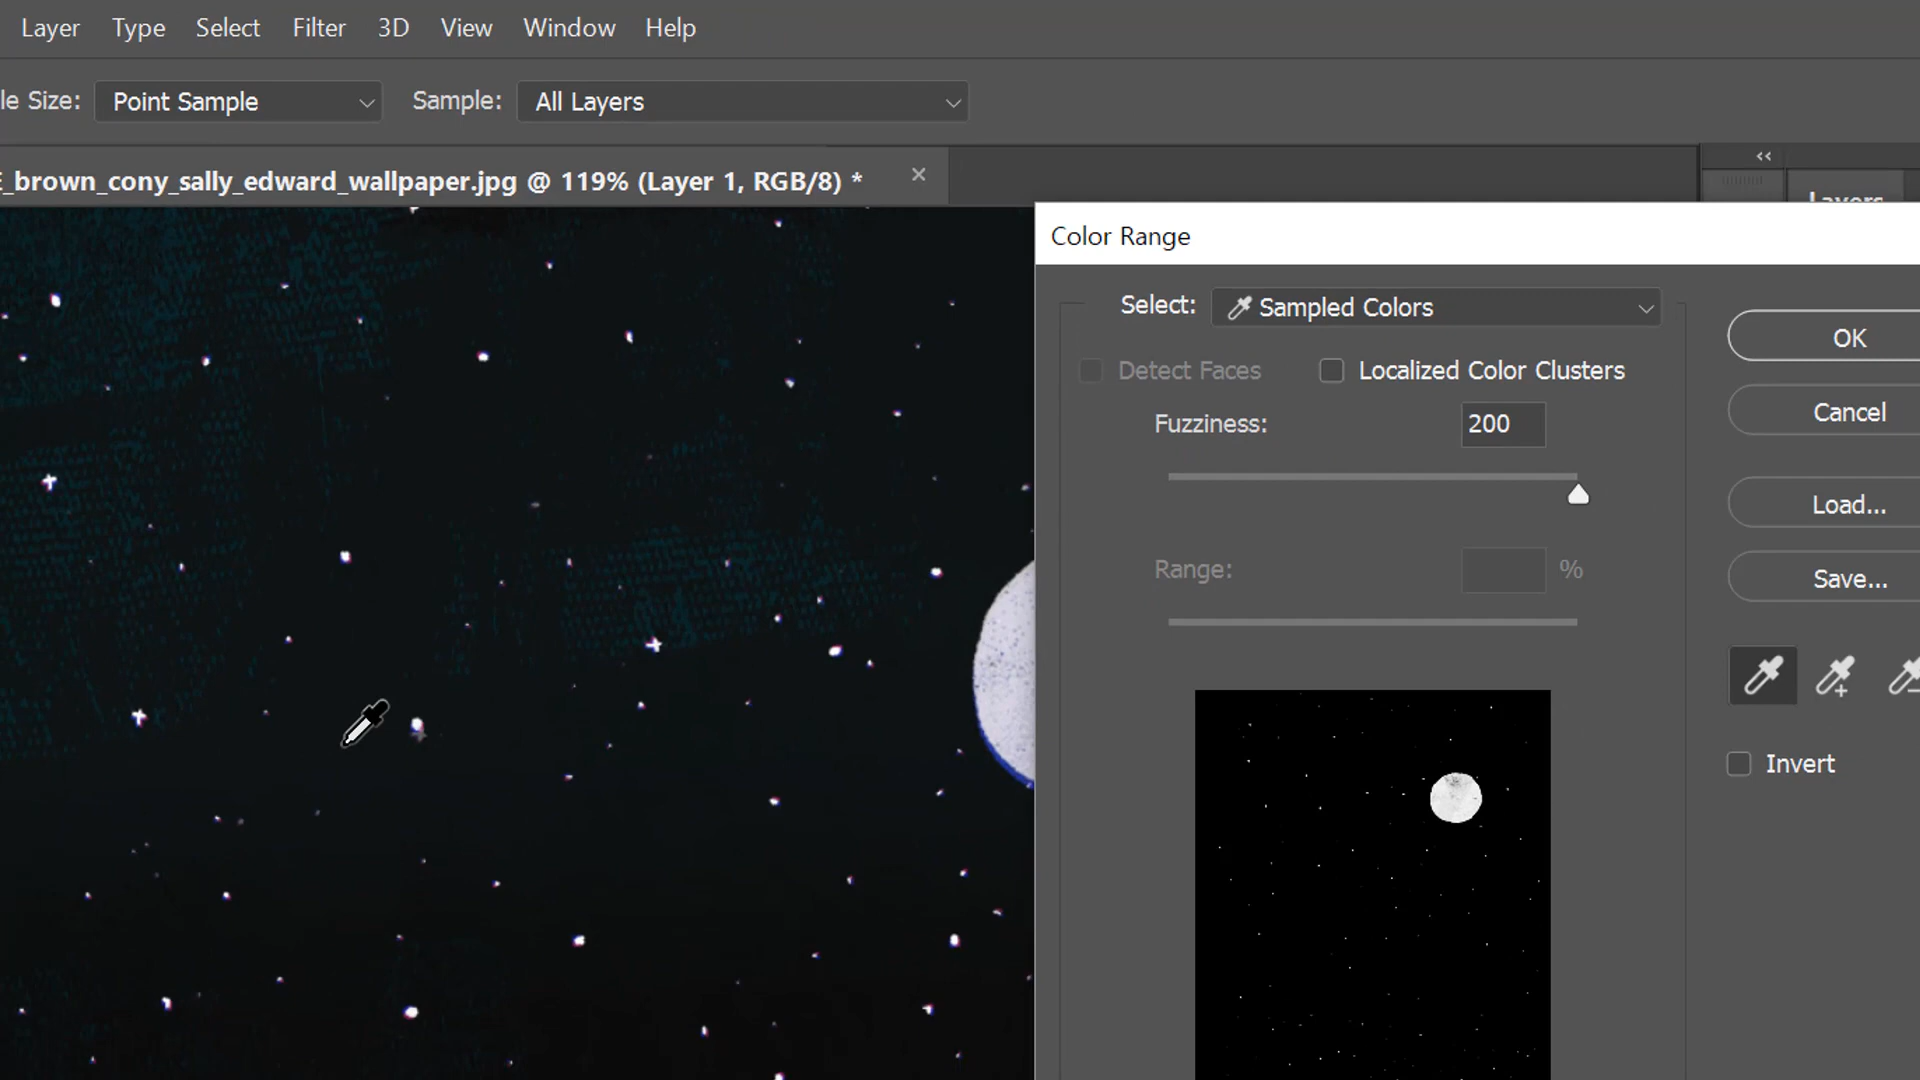 Layer Type Select Filter 3D View Window Help
le Size: Point Sample Sample: All Layers
_brown_cony_sally_edward_wallpaper.jpg @ 119% (Layer 1, RGB/8) *
Layers
Color Range
Select: Sampled Colors
OK
Detect Faces Localized Color Clusters
Cancel
Fuzziness: 200
Load...
Range: %
Save...
Invert